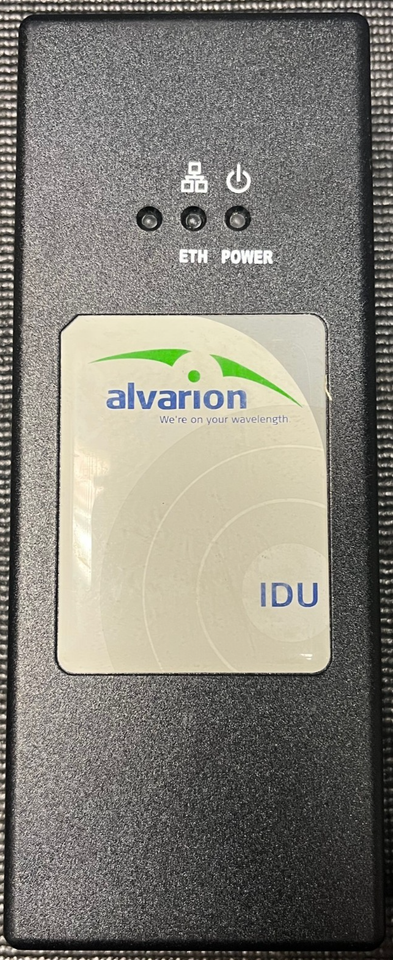 ETH POWER
alvarion
We're on your wavelength
IDU